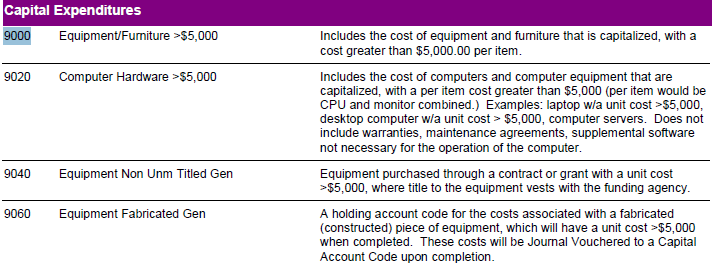 Capital Expenditures
9000 Equipment/Furniture >$5,000 Includes the cost of equipment and furniture that is capitalized, with a
cost greater than $5,000.00 per item.
9020 Computer Hardware >$5,000 Includes the cost of computers and computer equipment that are
capitalized, with a per item cost greater than $5,000 (per item would be
CPU and monitor combined.) Examples: laptop w/a unit cost >$5,000,
desktop computer w/a unit cost > $5,000, computer servers. Does not
include warranties, maintenance agreements, supplemental software
not necessary for the operation of the computer.
9040 Equipment Non Unm Titled Gen Equipment purchased through a contract or grant with a unit cost
>$5,000, where title to the equipment vests with the funding agency.
9060 Equipment Fabricated Gen A holding account code for the costs associated with a fabricated
(constructed) piece of equipment, which will have a unit cost >$5,000
when completed. These costs will be Journal Vouchered to a Capital
Account Code upon completion.